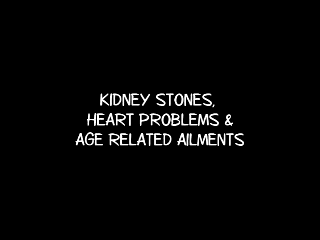 KIDNEY STONES,
HEART PROBLEMS &
AGE RELATED AILMENTS